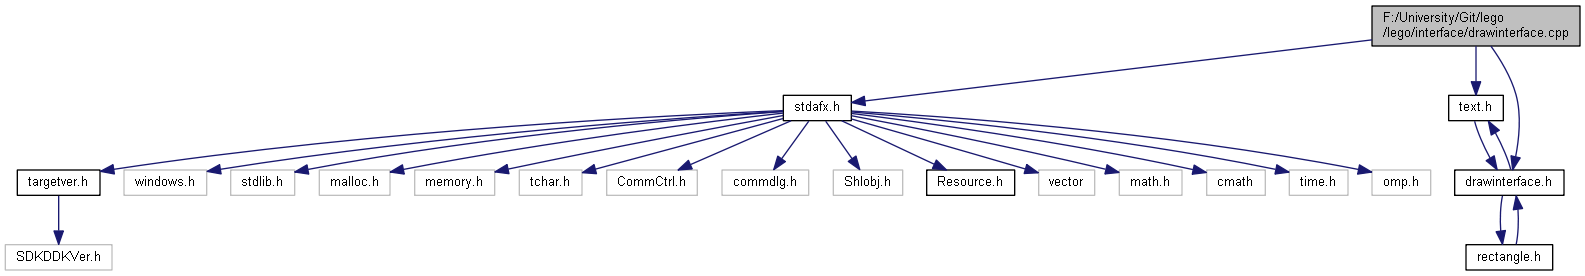 F:/University/Git/lego
/lego/interface/drawinterface.cpp
stdafx.h
text.h
targetver.h
windows.h
stdlib.h
malloc.h
memory.h
tchar.h
CommCtrl.h
commdlg.h
Shlobj.h
Resource.h
vector
math.h
cmath
time.h
omp.h
drawinterface.h
SDKDDKVer.h
rectangle.h